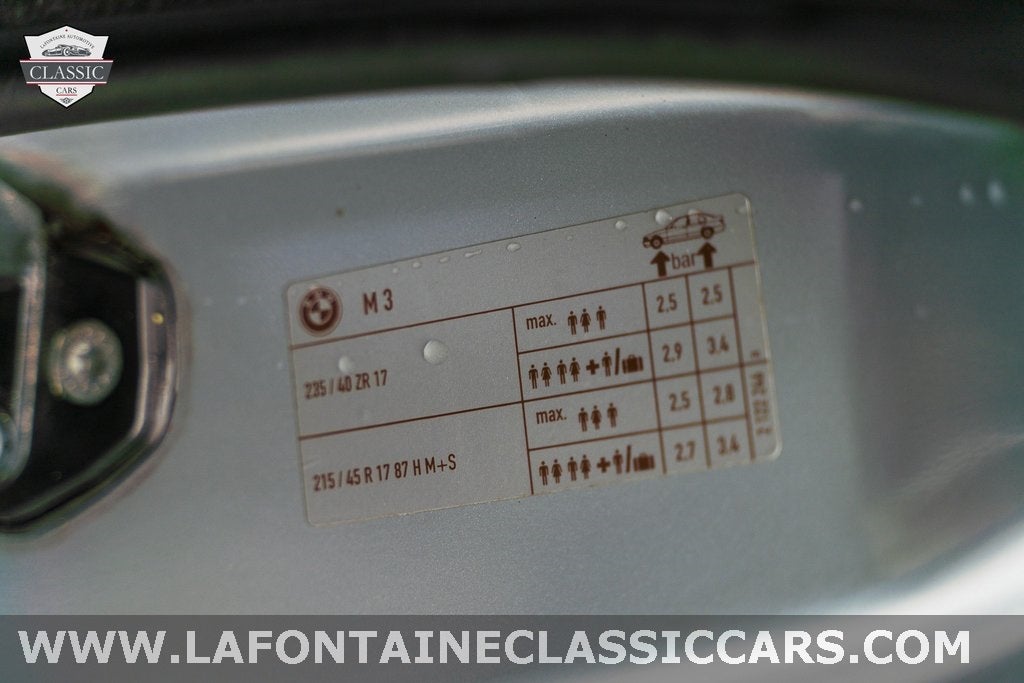 LAFONTAINE AUTOMOTIVE
CLASSIC
CARS
bar
M 3
max. 2,5 2,5
235 / 40 ZR 17
+ / 2,9 3,4
max. 2,5 2,8
215 / 45 R 17 87 H M+S
+ / 2,7 3,4
WWW.LAFONTAINECLASSICCARS.COM